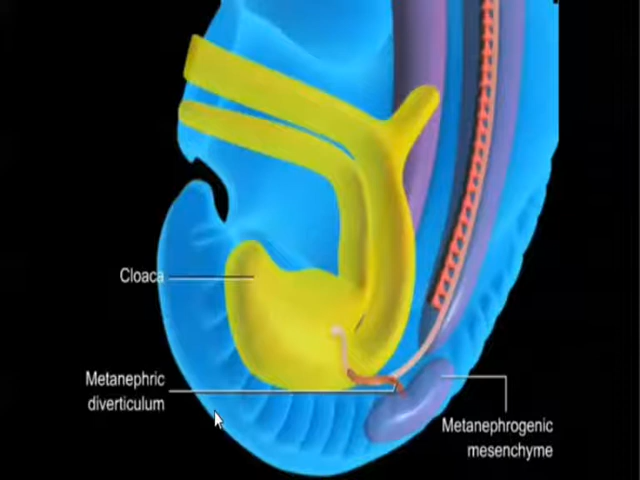 Cloaca
Metanephric
diverticulum
Metanephrogenic
mesenchyme